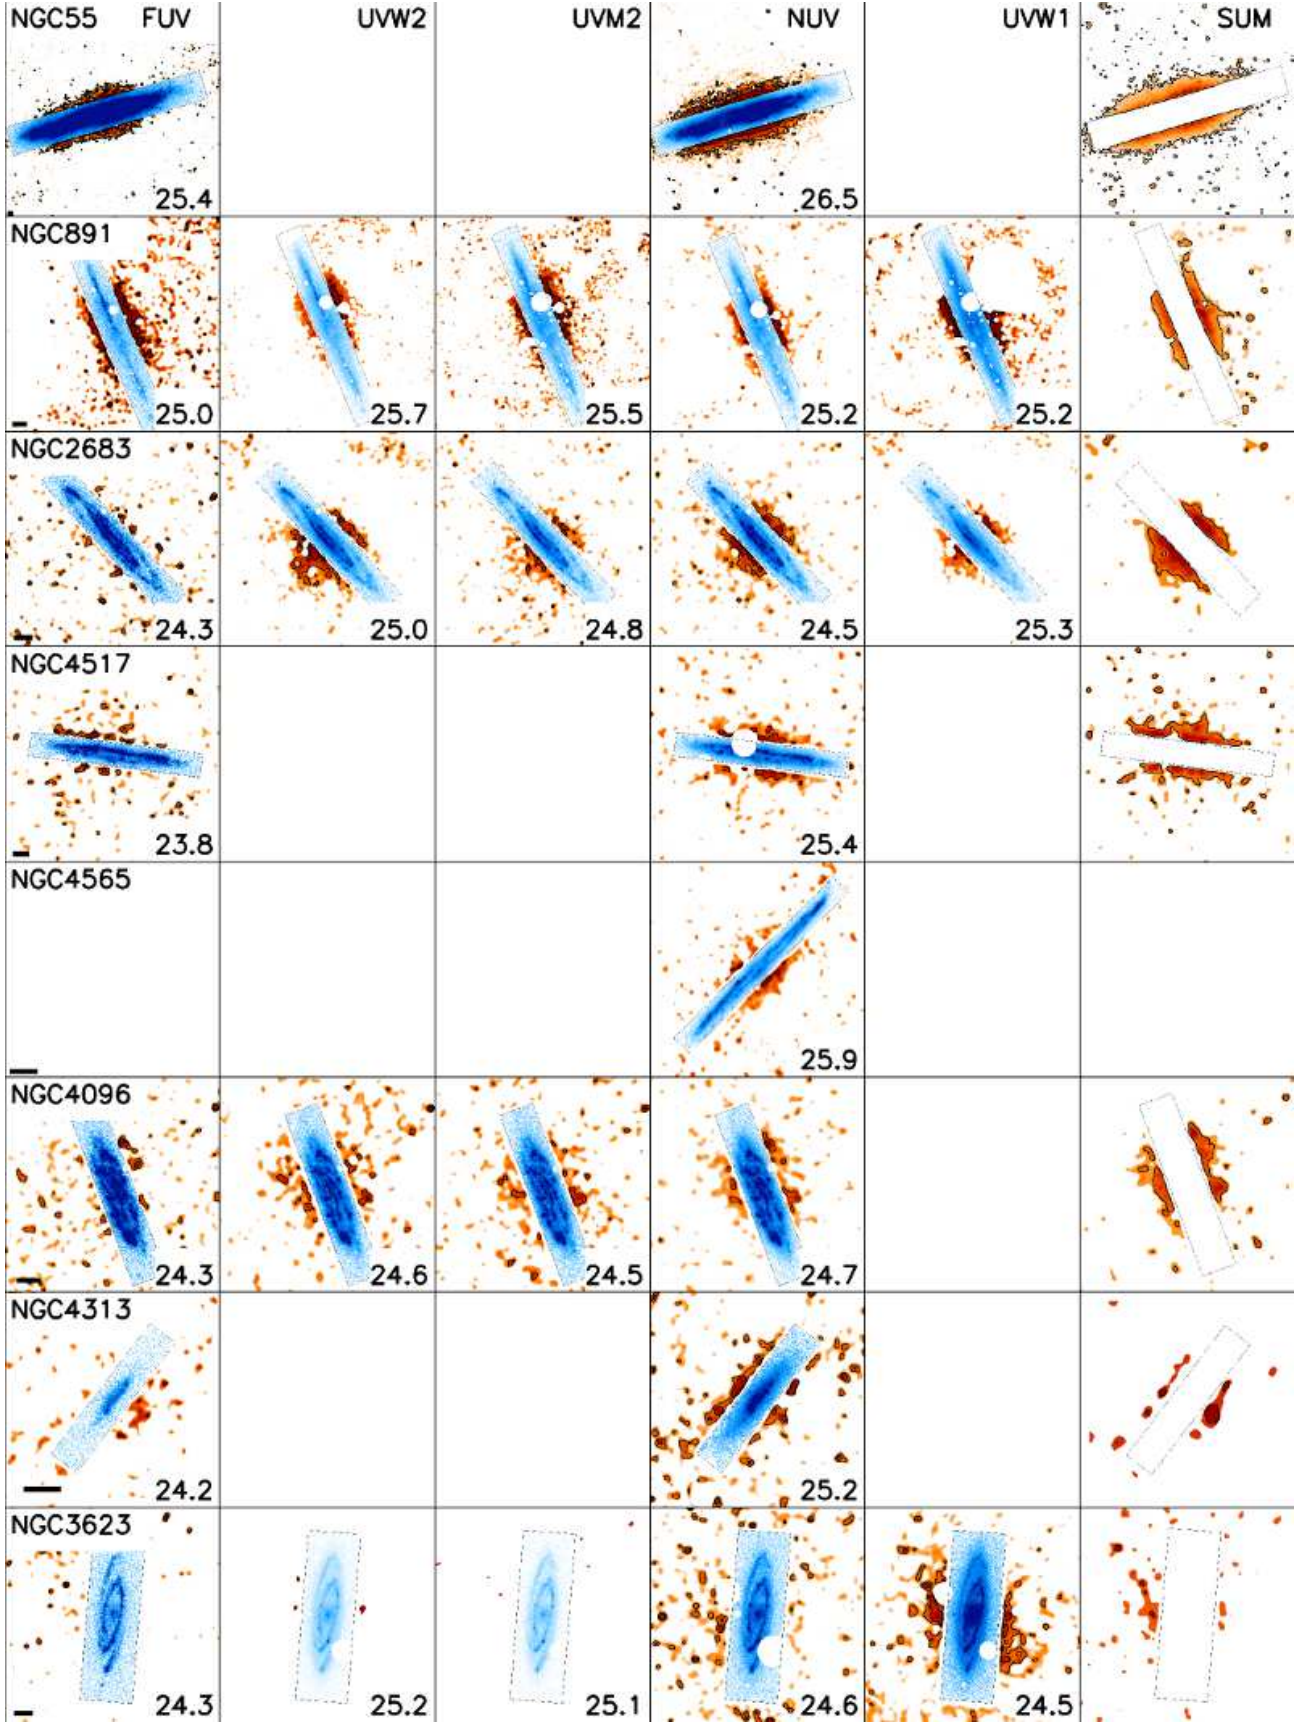 NGC55 FUV UVW2 UVM2 NUV UVW1 SUM
25.4 26.5
NGC891
25.0 25.7 25.5 25.2 25.2
NGC2683
24.3 25.0 24.8 24.5 25.3
NGC4517
23.8 25.4
NGC4565
25.9
NGC4096
24.3 24.6 24.5 24.7
NGC4313
24.2 25.2
NGC3623
24.3 25.2 25.1 24.6 24.5